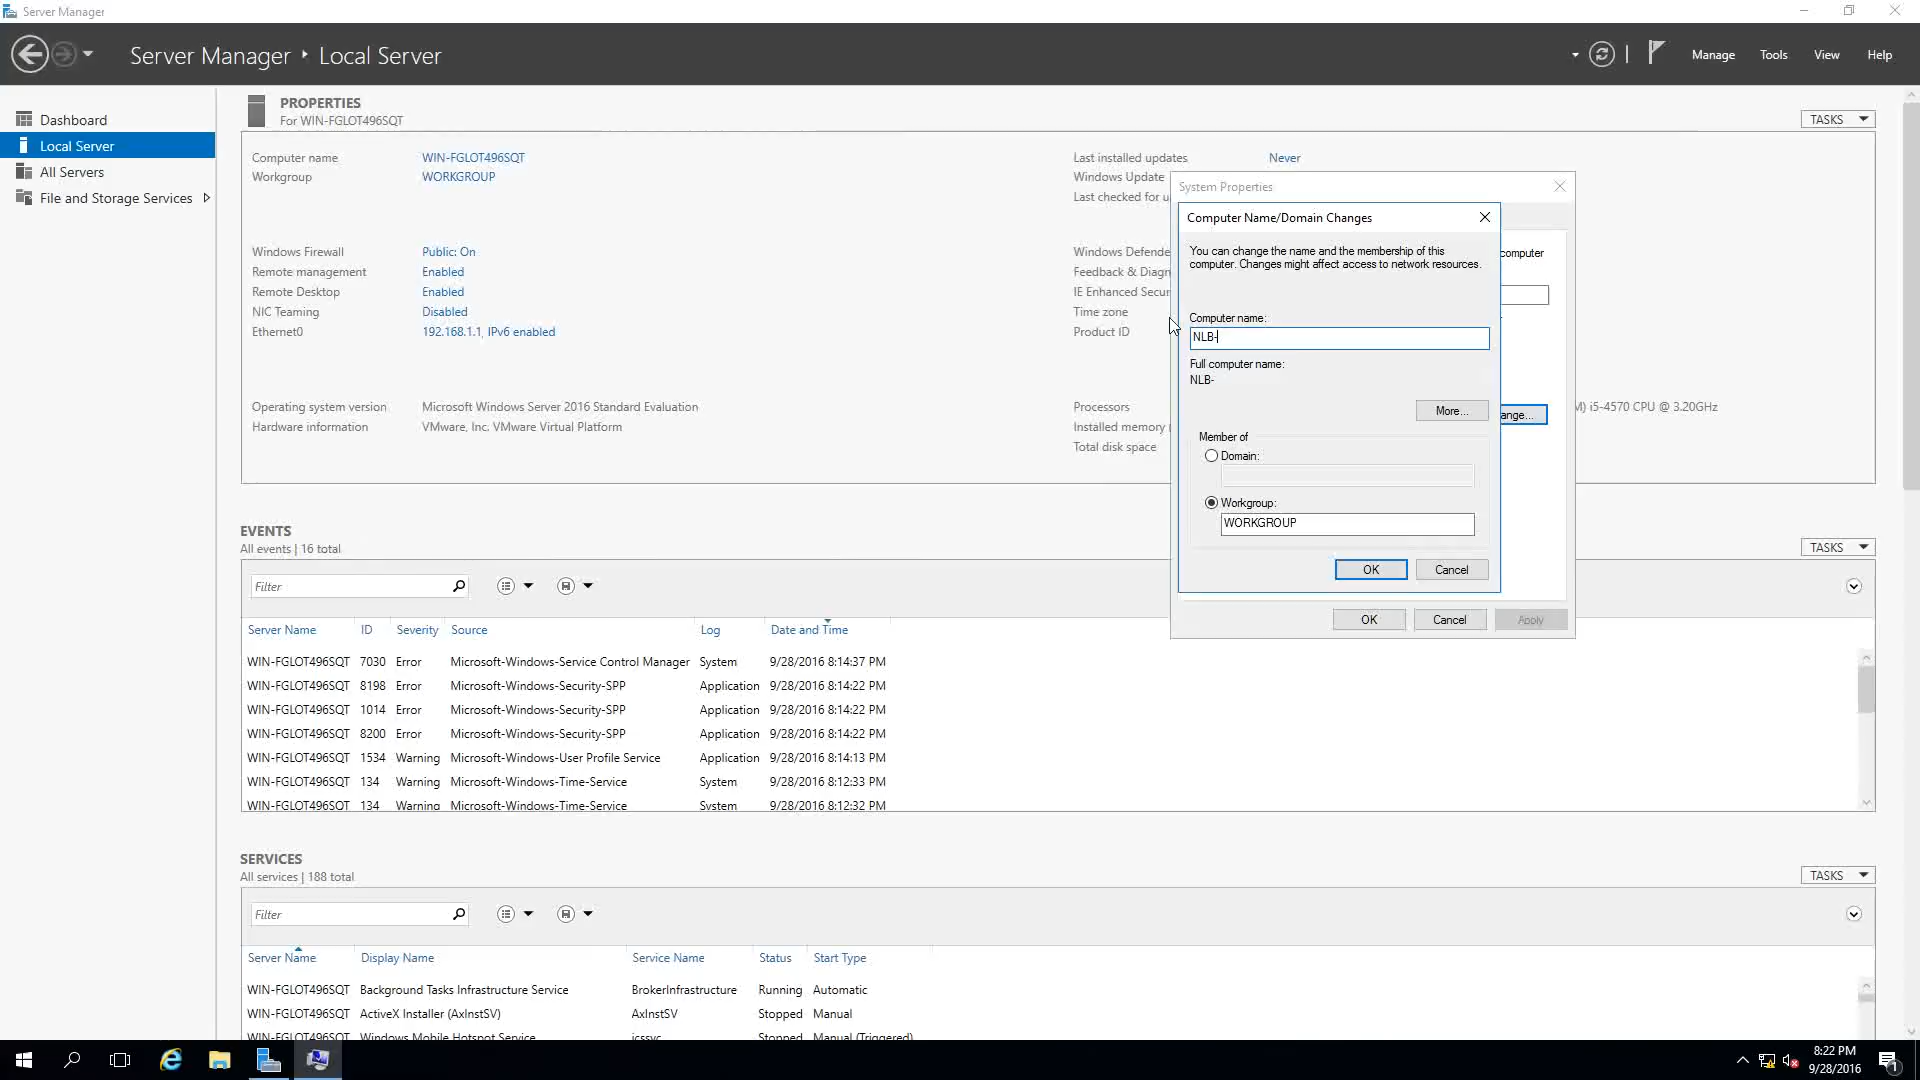 Server Manager
Server Manager ‣ Local Server
Manage Tools View Help
Dashboard
Local Server
All Servers
File and Storage Services
PROPERTIES
For WIN-FGLOT496SQT
TASKS
Computer name WIN-FGLOT496SQT
Workgroup WORKGROUP
Windows Firewall Public: On
Remote management Enabled
Remote Desktop Enabled
NIC Teaming Disabled
Ethernet0 192.168.1.1, IPv6 enabled
Operating system version Microsoft Windows Server 2016 Standard Evaluation
Hardware information VMware, Inc. VMware Virtual Platform
Last installed updates Never
Windows Update
Last checked for u
Windows Defende
Feedback & Diagn
IE Enhanced Secur
Time zone
Product ID
Processors M) i5-4570 CPU @ 3.20GHz
Installed memory
Total disk space
System Properties
computer
ange...
OK Cancel Apply
Computer Name/Domain Changes
You can change the name and the membership of this
computer. Changes might affect access to network resources.
Computer name:
NLB-
Full computer name:
NLB-
More...
Member of
Domain:
Workgroup:
WORKGROUP
OK Cancel
EVENTS
All events | 16 total
TASKS
Filter
Server Name ID Severity Source Log Date and Time
WIN-FGLOT496SQT 7030 Error Microsoft-Windows-Service Control Manager System 9/28/2016 8:14:37 PM
WIN-FGLOT496SQT 8198 Error Microsoft-Windows-Security-SPP Application 9/28/2016 8:14:22 PM
WIN-FGLOT496SQT 1014 Error Microsoft-Windows-Security-SPP Application 9/28/2016 8:14:22 PM
WIN-FGLOT496SQT 8200 Error Microsoft-Windows-Security-SPP Application 9/28/2016 8:14:22 PM
WIN-FGLOT496SQT 1534 Warning Microsoft-Windows-User Profile Service Application 9/28/2016 8:14:13 PM
WIN-FGLOT496SQT 134 Warning Microsoft-Windows-Time-Service System 9/28/2016 8:12:33 PM
WIN-FGLOT496SQT 134 Warning Microsoft-Windows-Time-Service System 9/28/2016 8:12:32 PM
SERVICES
All services | 188 total
TASKS
Filter
Server Name Display Name Service Name Status Start Type
WIN-FGLOT496SQT Background Tasks Infrastructure Service BrokerInfrastructure Running Automatic
WIN-FGLOT496SQT ActiveX Installer (AxInstSV) AxInstSV Stopped Manual
WIN-FGLOT496SQT Windows Mobile Hotspot Service icssvc Stopped Manual (Triggered)
8:22 PM
9/28/2016
1